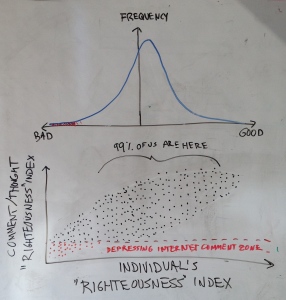 FREQUENCY
BAD
GOOD
99% OF US ARE HERE
COMMENT/THOUGHT
"RIGHTEOUSNESS" INDEX
DEPRESSING INTERNET COMMENT ZONE
INDIVIDUAL'S
"RIGHTEOUSNESS" INDEX